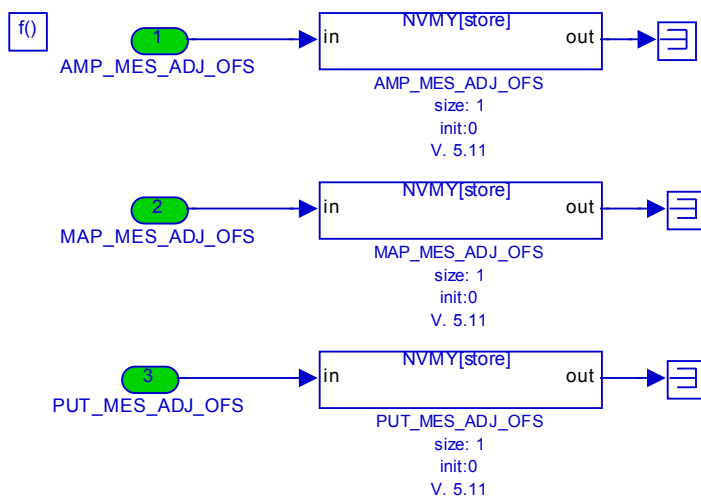 f()
1
AMP_MES_ADJ_OFS
NVMY[store]
in
out
AMP_MES_ADJ_OFS
size: 1
init:0
V. 5.11
2
MAP_MES_ADJ_OFS
NVMY[store]
in
out
MAP_MES_ADJ_OFS
size: 1
init:0
V. 5.11
3
PUT_MES_ADJ_OFS
NVMY[store]
in
out
PUT_MES_ADJ_OFS
size: 1
init:0
V. 5.11